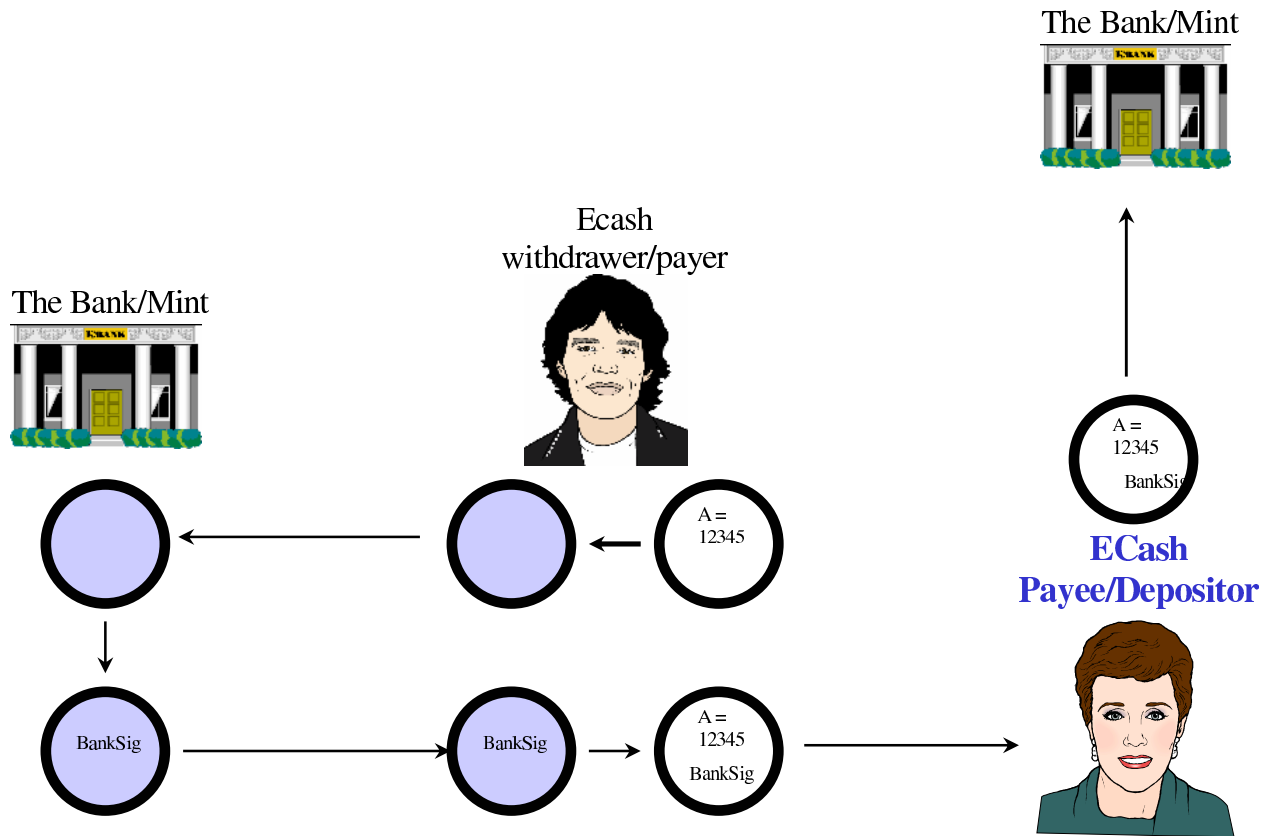 The Bank/Mint
Ecash
withdrawer/payer
The Bank/Mint
A =
12345
BankSig
A =
12345
ECash
Payee/Depositor
BankSig
BankSig
A =
12345
BankSig